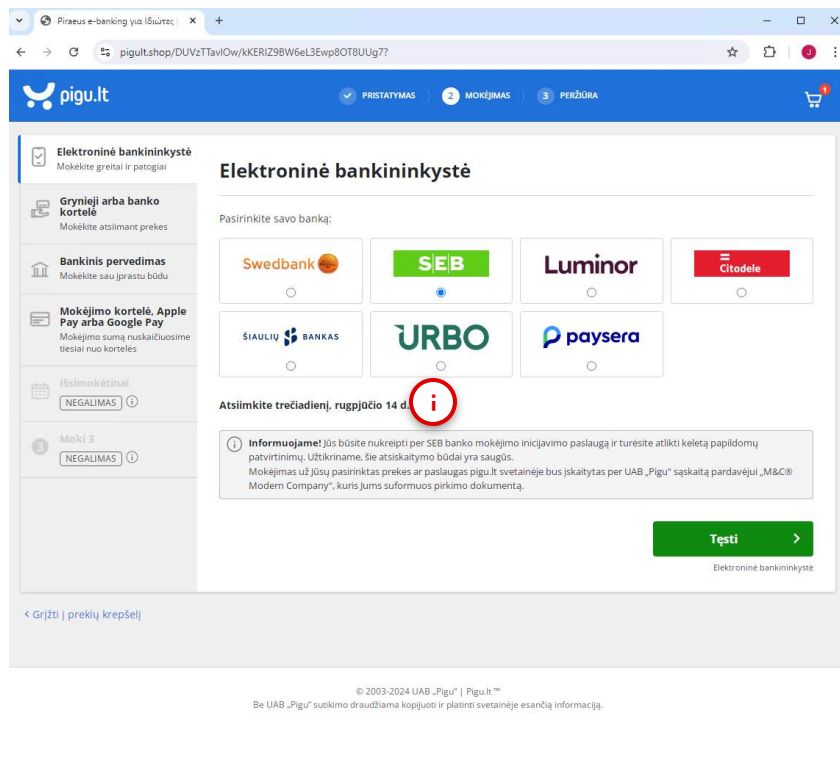 Piraeus e-banking για Ιδιώτες |
pigult.shop/DUVzTTavIOw/kKERIZ9BW6eL3Ewp8OT8UUg7?
J
pigu.lt
PRISTATYMAS
2 MOKĖJIMAS
3 PERŽIŪRA
1
Elektroninė bankininkystė
Mokėkite greitai ir patogiai
Grynieji arba banko
kortelė
Mokėkite atsiimant prekes
Bankinis pervedimas
Mokėkite sau įprastu būdu
Mokėjimo kortelė, Apple
Pay arba Google Pay
Mokėjimo sumą nuskaičiuosime
tiesiai nuo kortelės
Išsimokėtinai
NEGALIMAS i
3 Moki 3
NEGALIMAS i
Elektroninė bankininkystė
Pasirinkite savo banką:
Swedbank
SEB
Luminor
Citadele
ŠIAULIŲ BANKAS
URBO
paysera
Atsiimkite trečiadienį, rugpjūčio 14 d.
i
i Informuojame! Jūs būsite nukreipti per SEB banko mokėjimo inicijavimo paslaugą ir turėsite atlikti keletą papildomų
patvirtinimų. Užtikriname, šie atsiskaitymo būdai yra saugūs.
Mokėjimas už Jūsų pasirinktas prekes ar paslaugas pigu.lt svetainėje bus įskaitytas per UAB „Pigu“ sąskaitą pardavėjui „M&C®
Modern Company“, kuris Jums suformuos pirkimo dokumentą.
Tęsti
Elektroninė bankininkystė
< Grįžti į prekių krepšelį
© 2003-2024 UAB „Pigu“ | Pigu.lt ™
Be UAB „Pigu“ sutikimo draudžiama kopijuoti ir platinti svetainėje esančią informaciją.